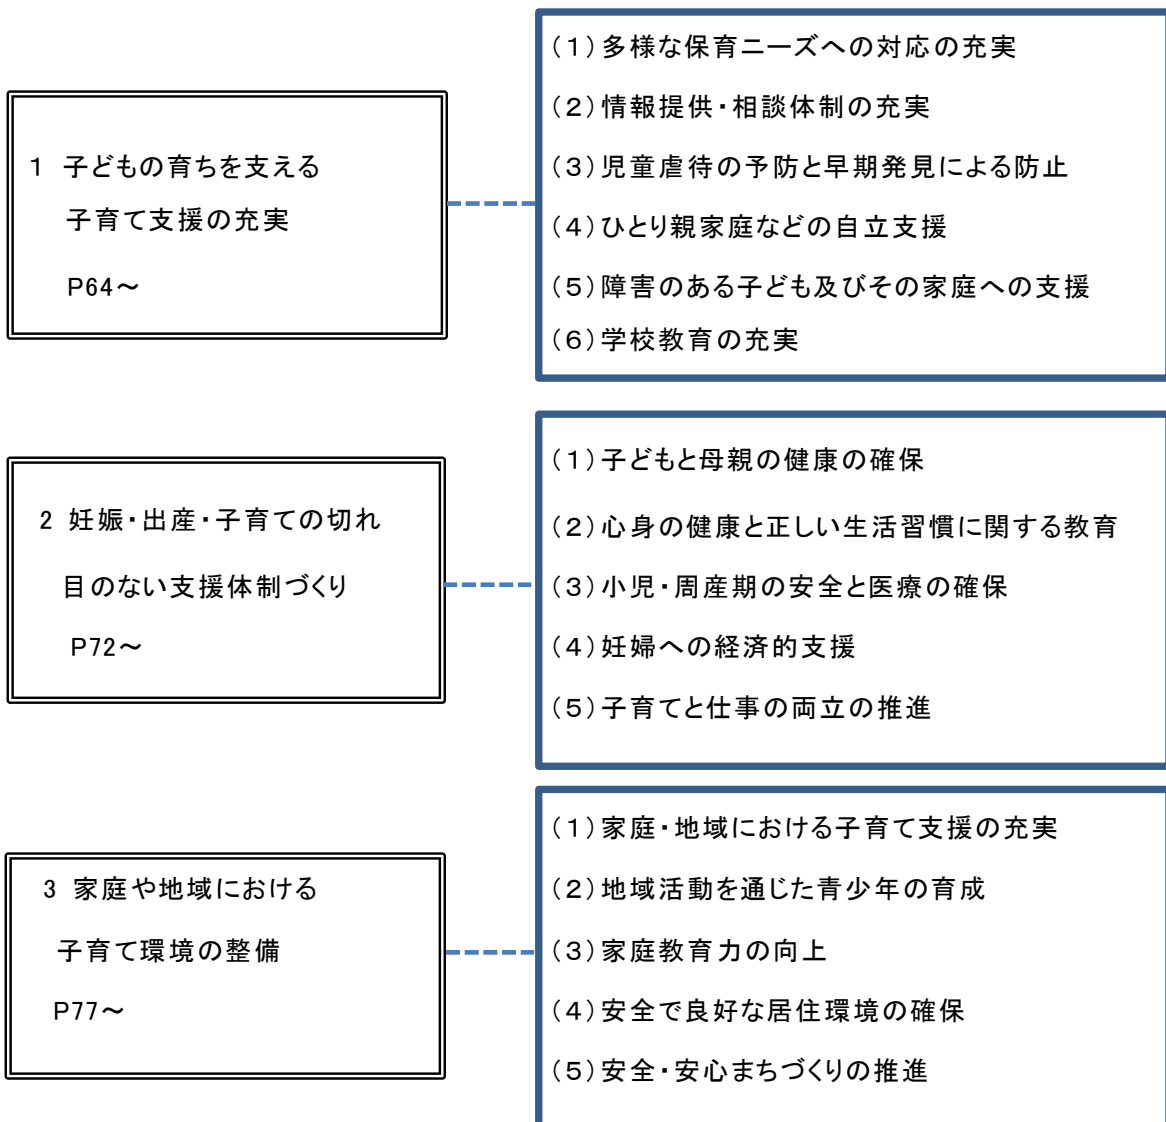 1 子どもの育ちを支える
子育て支援の充実
P64～
(1)多様な保育ニーズへの対応の充実
(2)情報提供・相談体制の充実
(3)児童虐待の予防と早期発見による防止
(4)ひとり親家庭などの自立支援
(5)障害のある子ども及びその家庭への支援
(6)学校教育の充実
2 妊娠・出産・子育ての切れ
目のない支援体制づくり
P72～
(1)子どもと母親の健康の確保
(2)心身の健康と正しい生活習慣に関する教育
(3)小児・周産期の安全と医療の確保
(4)妊婦への経済的支援
(5)子育てと仕事の両立の推進
3 家庭や地域における
子育て環境の整備
P77～
(1)家庭・地域における子育て支援の充実
(2)地域活動を通じた青少年の育成
(3)家庭教育力の向上
(4)安全で良好な居住環境の確保
(5)安全・安心まちづくりの推進